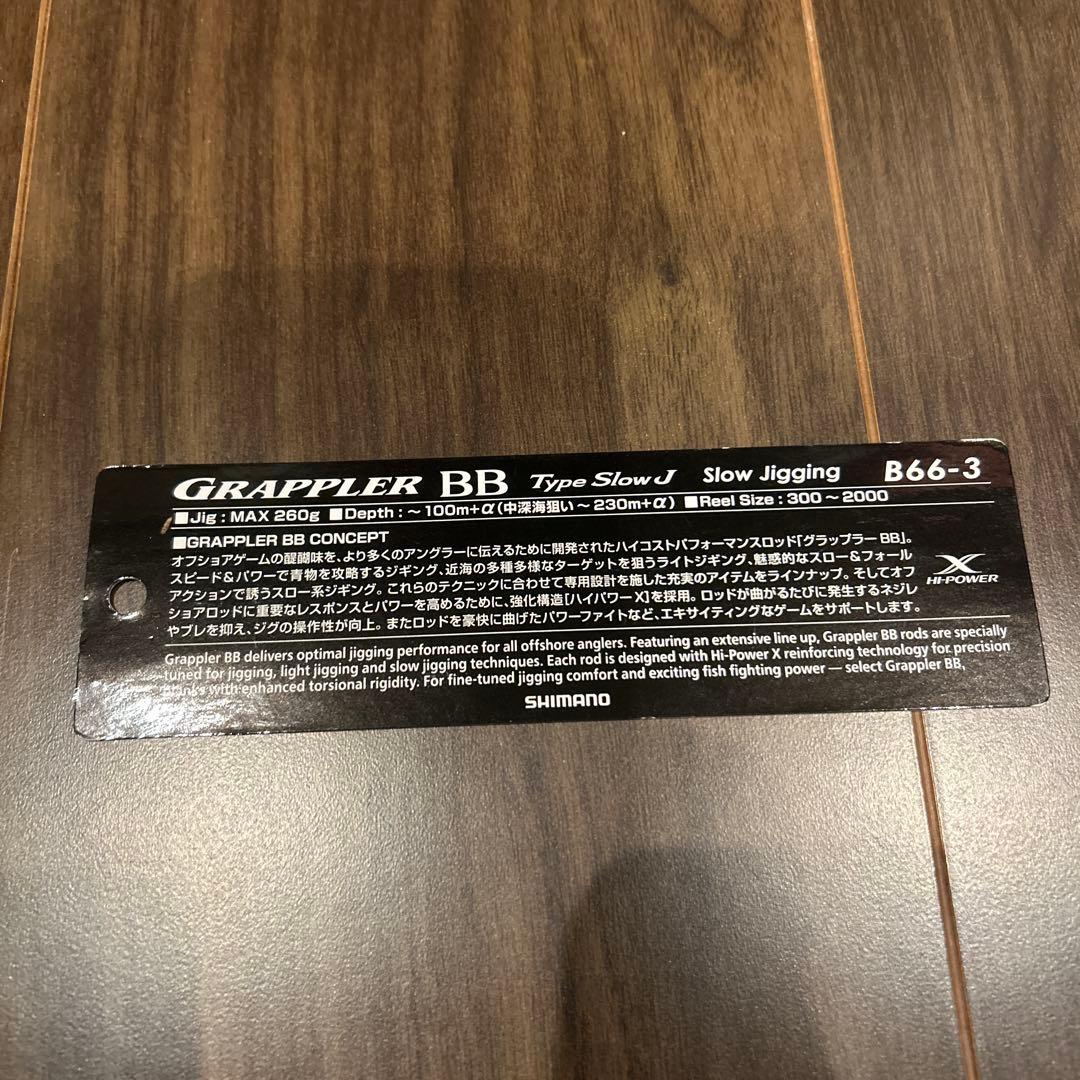 GRAPPLER BB Type Slow J Slow Jigging B66-3
■Jig : MAX 260g ■Depth : ～100m+α(中深海狙い～230m+α) ■Reel Size : 300～2000
■GRAPPLER BB CONCEPT
オフショアゲームの醍醐味を、より多くのアングラーに伝えるために開発されたハイコストパフォーマンスロッド「グラップラー BB」。
スピード&パワーで青物を攻略するジギング、近海の多種多様なターゲットを狙うライトジギング、魅惑的なスロー&フォール
アクションで誘うスロー系ジギング。これらのテクニックに合わせて専用設計を施した充実のアイテムをラインナップ。そしてオフ
ショアロッドに重要なレスポンスとパワーを高めるために、強化構造[ハイパワーX]を採用。ロッドが曲がるたびに発生するネジレ
やブレを抑え、ジグの操作性が向上。またロッドを豪快に曲げたパワーファイトなど、エキサイティングなゲームをサポートします。
X
HI-POWER
Grappler BB delivers optimal jigging performance for all offshore anglers. Featuring an extensive line up, Grappler BB rods are specially
tuned for jigging, light jigging and slow jigging techniques. Each rod is designed with Hi-Power X reinforcing technology for precision
blanks with enhanced torsional rigidity. For fine-tuned jigging comfort and exciting fish fighting power — select Grappler BB,
SHIMANO